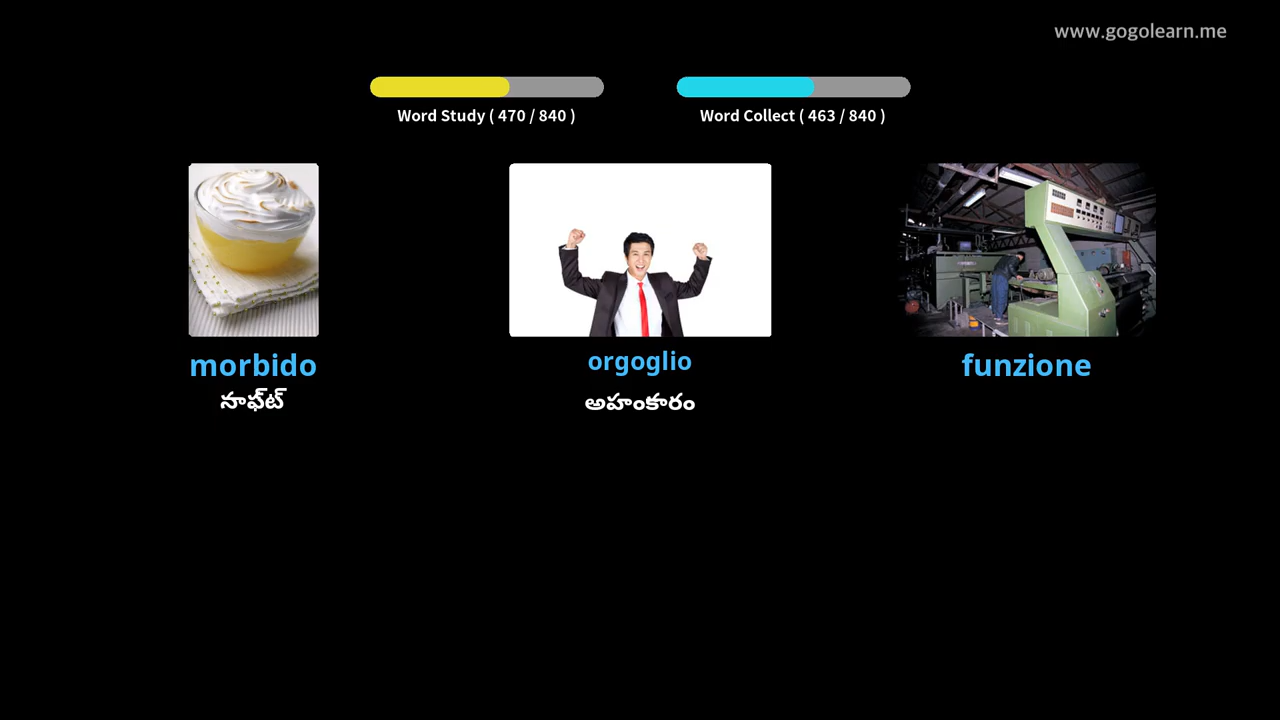 www.gogolearn.me
Word Study ( 470 / 840 )
Word Collect ( 463 / 840 )
morbido
orgoglio
funzione
సాఫ్ట్
అహంకారం